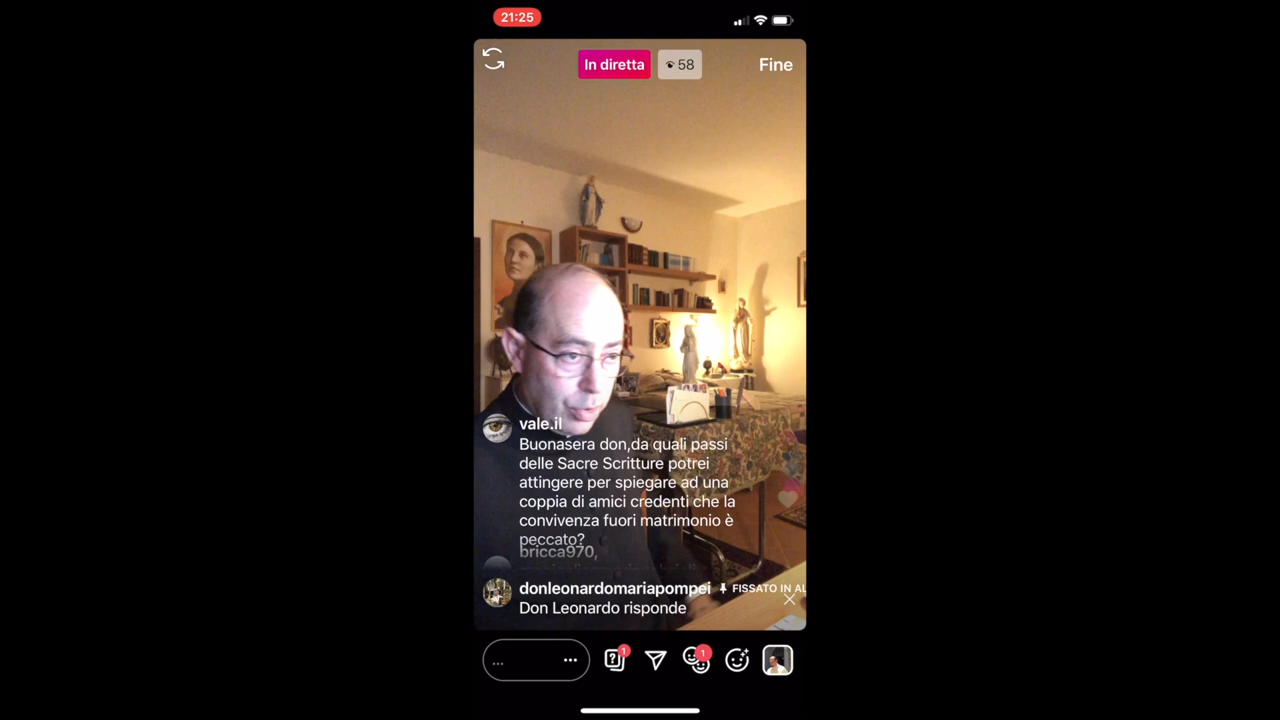 21:25
In diretta
58
Fine
vale.il
Buonasera don,da quali passi
delle Sacre Scritture potrei
attingere per spiegare ad una
coppia di amici credenti che la
convivenza fuori matrimonio è
peccato?
bricca970,
donleonardomariapompei FISSATO IN AL
Don Leonardo risponde
...
1
1